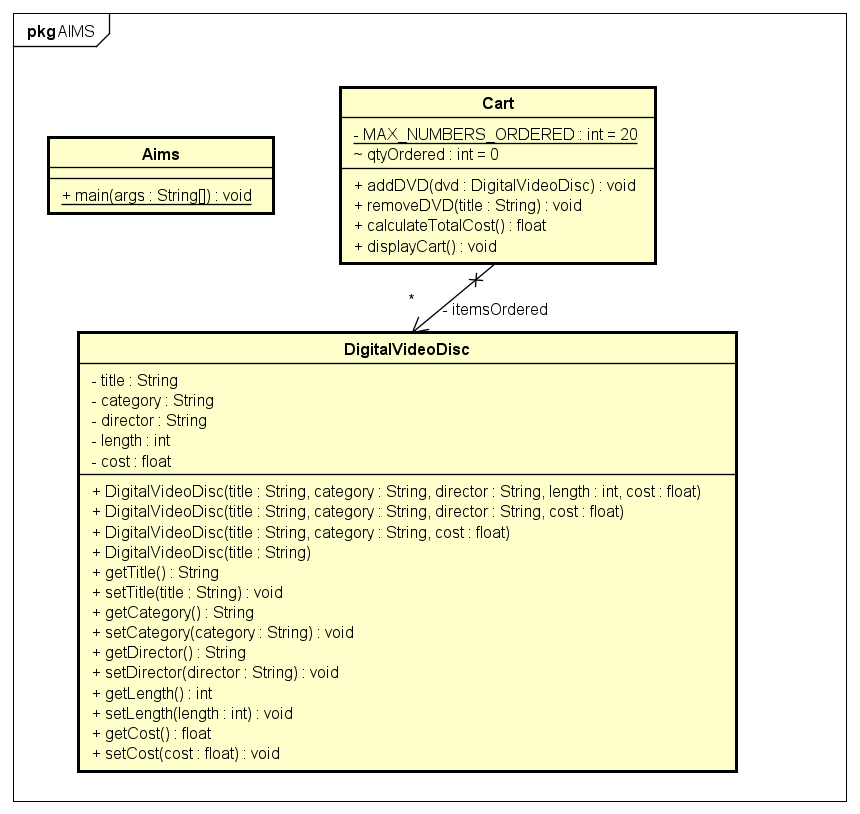 pkg AIMS
Cart
- MAX_NUMBERS_ORDERED : int = 20
~ qtyOrdered : int = 0
+ addDVD(dvd : DigitalVideoDisc) : void
+ removeDVD(title : String) : void
+ calculateTotalCost() : float
+ displayCart() : void
Aims
+ main(args : String[]) : void
*
- itemsOrdered
DigitalVideoDisc
- title : String
- category : String
- director : String
- length : int
- cost : float
+ DigitalVideoDisc(title : String, category : String, director : String, length : int, cost : float)
+ DigitalVideoDisc(title : String, category : String, director : String, cost : float)
+ DigitalVideoDisc(title : String, category : String, cost : float)
+ DigitalVideoDisc(title : String)
+ getTitle() : String
+ setTitle(title : String) : void
+ getCategory() : String
+ setCategory(category : String) : void
+ getDirector() : String
+ setDirector(director : String) : void
+ getLength() : int
+ setLength(length : int) : void
+ getCost() : float
+ setCost(cost : float) : void